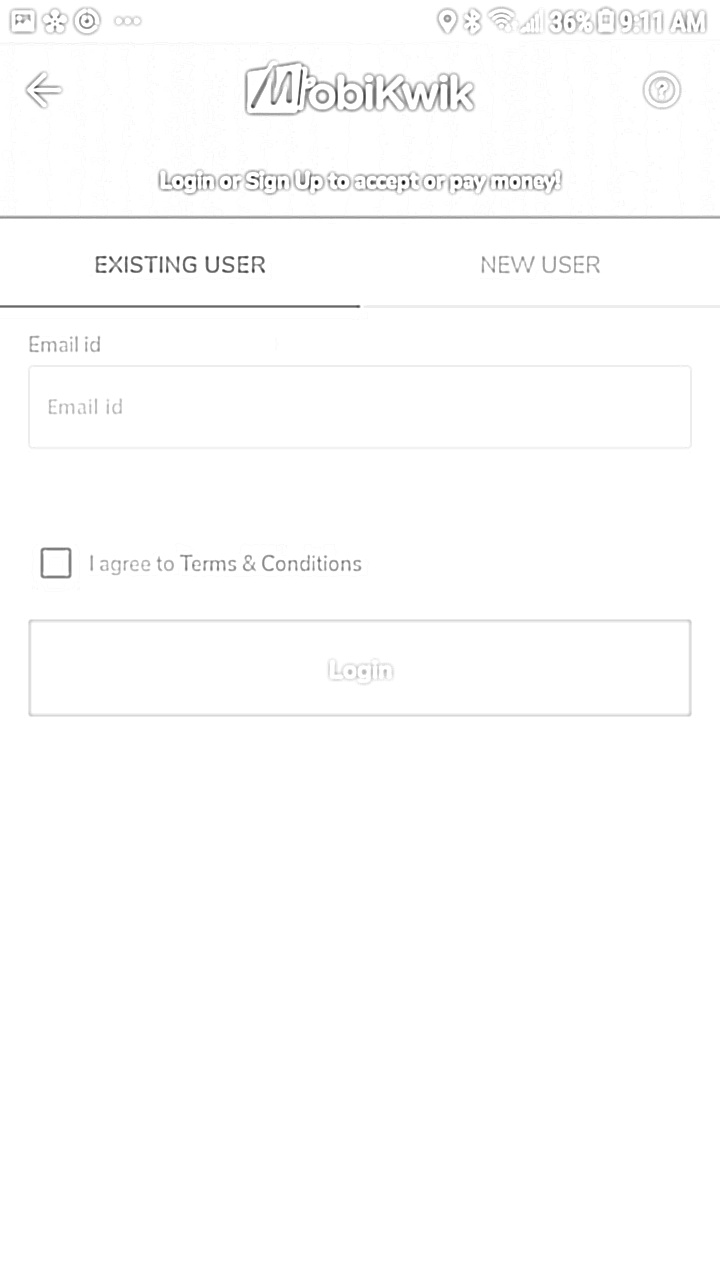 36% 9:11 AM
MobiKwik
Login or Sign Up to accept or pay money!
EXISTING USER NEW USER
Email id
Email id
I agree to Terms & Conditions
Login